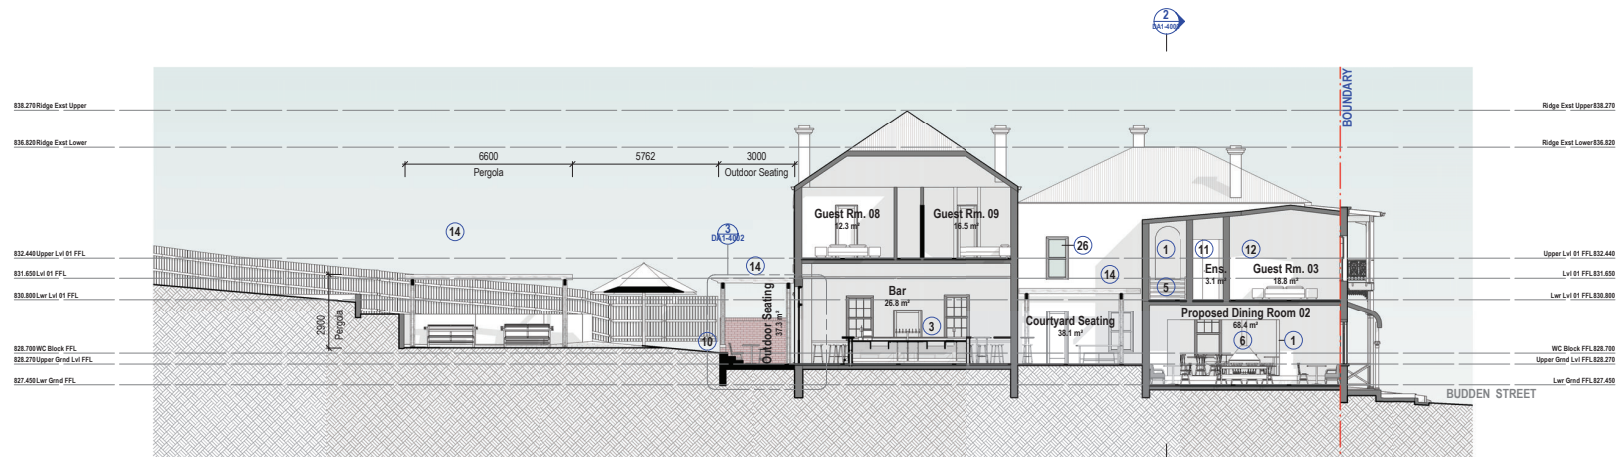 2
BOUNDARY
838.270 Ridge Exst Upper
Ridge Exst Upper 838.270
836.820 Ridge Exst Lower
Ridge Exst Lower 836.820
6600
5762
3000
Pergola
Outdoor Seating
Guest Rm. 08
12.3 m²
Guest Rm. 09
16.5 m²
14
3
DA1-4002
26
1
11
12
832.440 Upper Lvl 01 FFL
Upper Lvl 01 FFL 832.440
14
14
Ens.
3.1 m²
Guest Rm. 03
18.8 m²
831.650 Lvl 01 FFL
Lvl 01 FFL 831.650
5
Bar
26.8 m²
830.800 Lwr Lvl 01 FFL
Lwr Lvl 01 FFL 830.800
2900
Pergola
Outdoor Seating
37.3 m²
3
Courtyard Seating
38.1 m²
Proposed Dining Room 02
68.4 m²
10
6
1
828.700 WC Block FFL
WC Block FFL 828.700
828.270 Upper Grnd Lvl FFL
Upper Grnd Lvl FFL 828.270
827.450 Lwr Grnd FFL
Lwr Grnd FFL 827.450
BUDDEN STREET